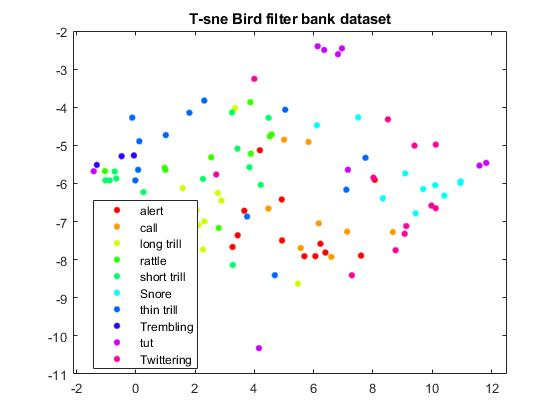 T-sne Bird filter bank dataset
-2
-3
-4
-5
-6
-7
-8
-9
-10
-11
alert
call
long trill
rattle
short trill
Snore
thin trill
Trembling
tut
Twittering
-2 0 2 4 6 8 10 12